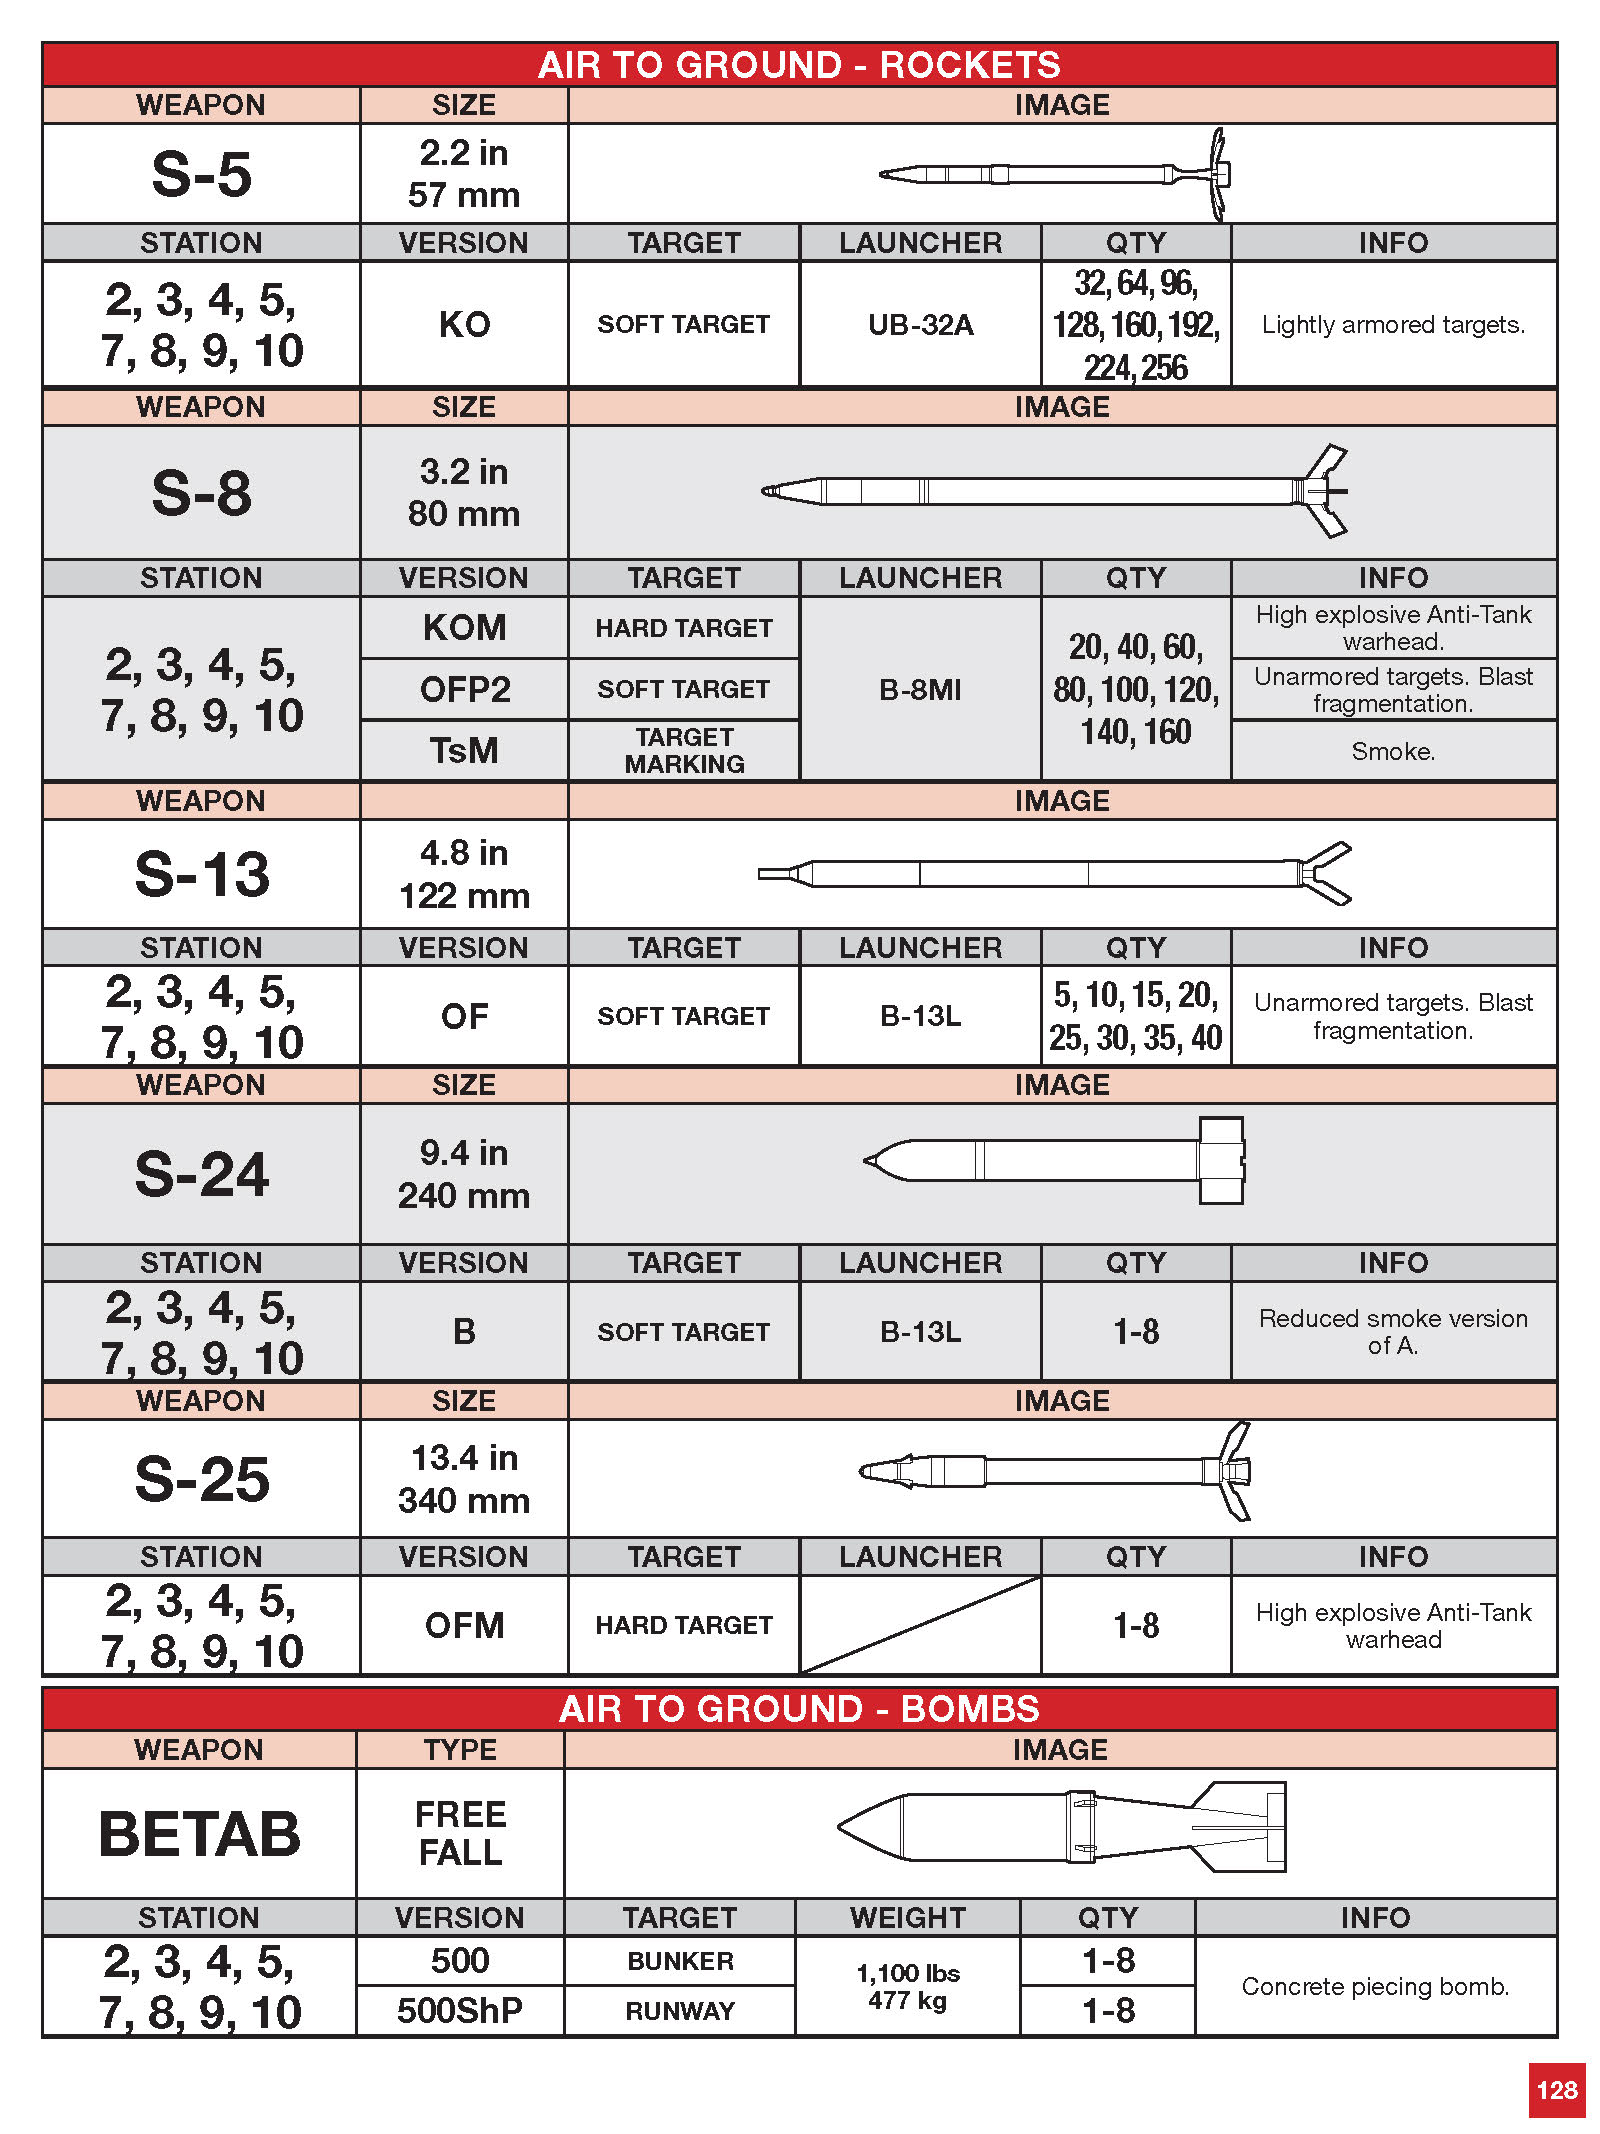 AIR TO GROUND - ROCKETS
WEAPON SIZE IMAGE
S-5
2.2 in
57 mm
STATION VERSION TARGET LAUNCHER QTY INFO
2, 3, 4, 5,
7, 8, 9, 10
KO
SOFT TARGET
UB-32A
32, 64, 96,
128, 160, 192,
224, 256
Lightly armored targets.
WEAPON SIZE IMAGE
S-8
3.2 in
80 mm
STATION VERSION TARGET LAUNCHER QTY INFO
2, 3, 4, 5,
7, 8, 9, 10
KOM
HARD TARGET
B-8MI
20, 40, 60,
80, 100, 120,
140, 160
High explosive Anti-Tank
warhead.
OFP2
SOFT TARGET
Unarmored targets. Blast
fragmentation.
TsM
TARGET
MARKING
Smoke.
WEAPON IMAGE
S-13
4.8 in
122 mm
STATION VERSION TARGET LAUNCHER QTY INFO
2, 3, 4, 5,
7, 8, 9, 10
OF
SOFT TARGET
B-13L
5, 10, 15, 20,
25, 30, 35, 40
Unarmored targets. Blast
fragmentation.
WEAPON SIZE IMAGE
S-24
9.4 in
240 mm
STATION VERSION TARGET LAUNCHER QTY INFO
2, 3, 4, 5,
7, 8, 9, 10
B
SOFT TARGET
B-13L
1-8
Reduced smoke version
of A.
WEAPON SIZE IMAGE
S-25
13.4 in
340 mm
STATION VERSION TARGET LAUNCHER QTY INFO
2, 3, 4, 5,
7, 8, 9, 10
OFM
HARD TARGET
1-8
High explosive Anti-Tank
warhead
AIR TO GROUND - BOMBS
WEAPON TYPE IMAGE
BETAB
FREE
FALL
STATION VERSION TARGET WEIGHT QTY INFO
2, 3, 4, 5,
7, 8, 9, 10
500
BUNKER
1,100 lbs
477 kg
1-8
Concrete piecing bomb.
500ShP
RUNWAY
1-8
128